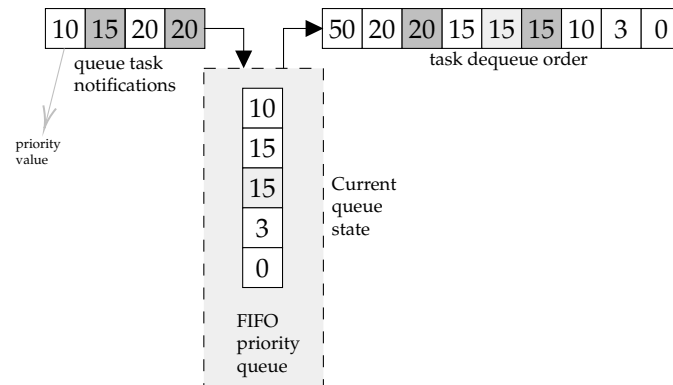 10 15 20 20
50 20 20 15 15 15 10 3 0
queue task
notifications
task dequeue order
priority
value
10
15
15
3
0
Current
queue
state
FIFO
priority
queue